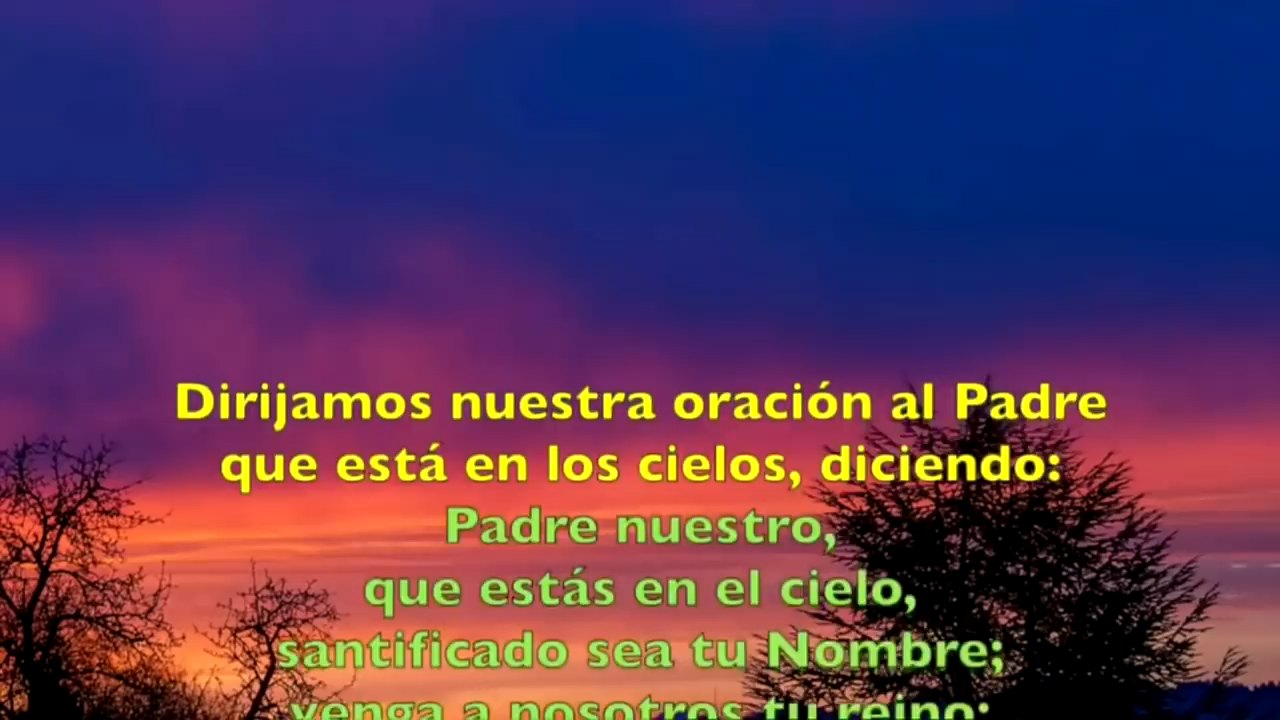 Dirijamos nuestra oración al Padre
que está en los cielos, diciendo:
Padre nuestro,
que estás en el cielo,
santificado sea tu Nombre;
venga a nosotros tu reino;